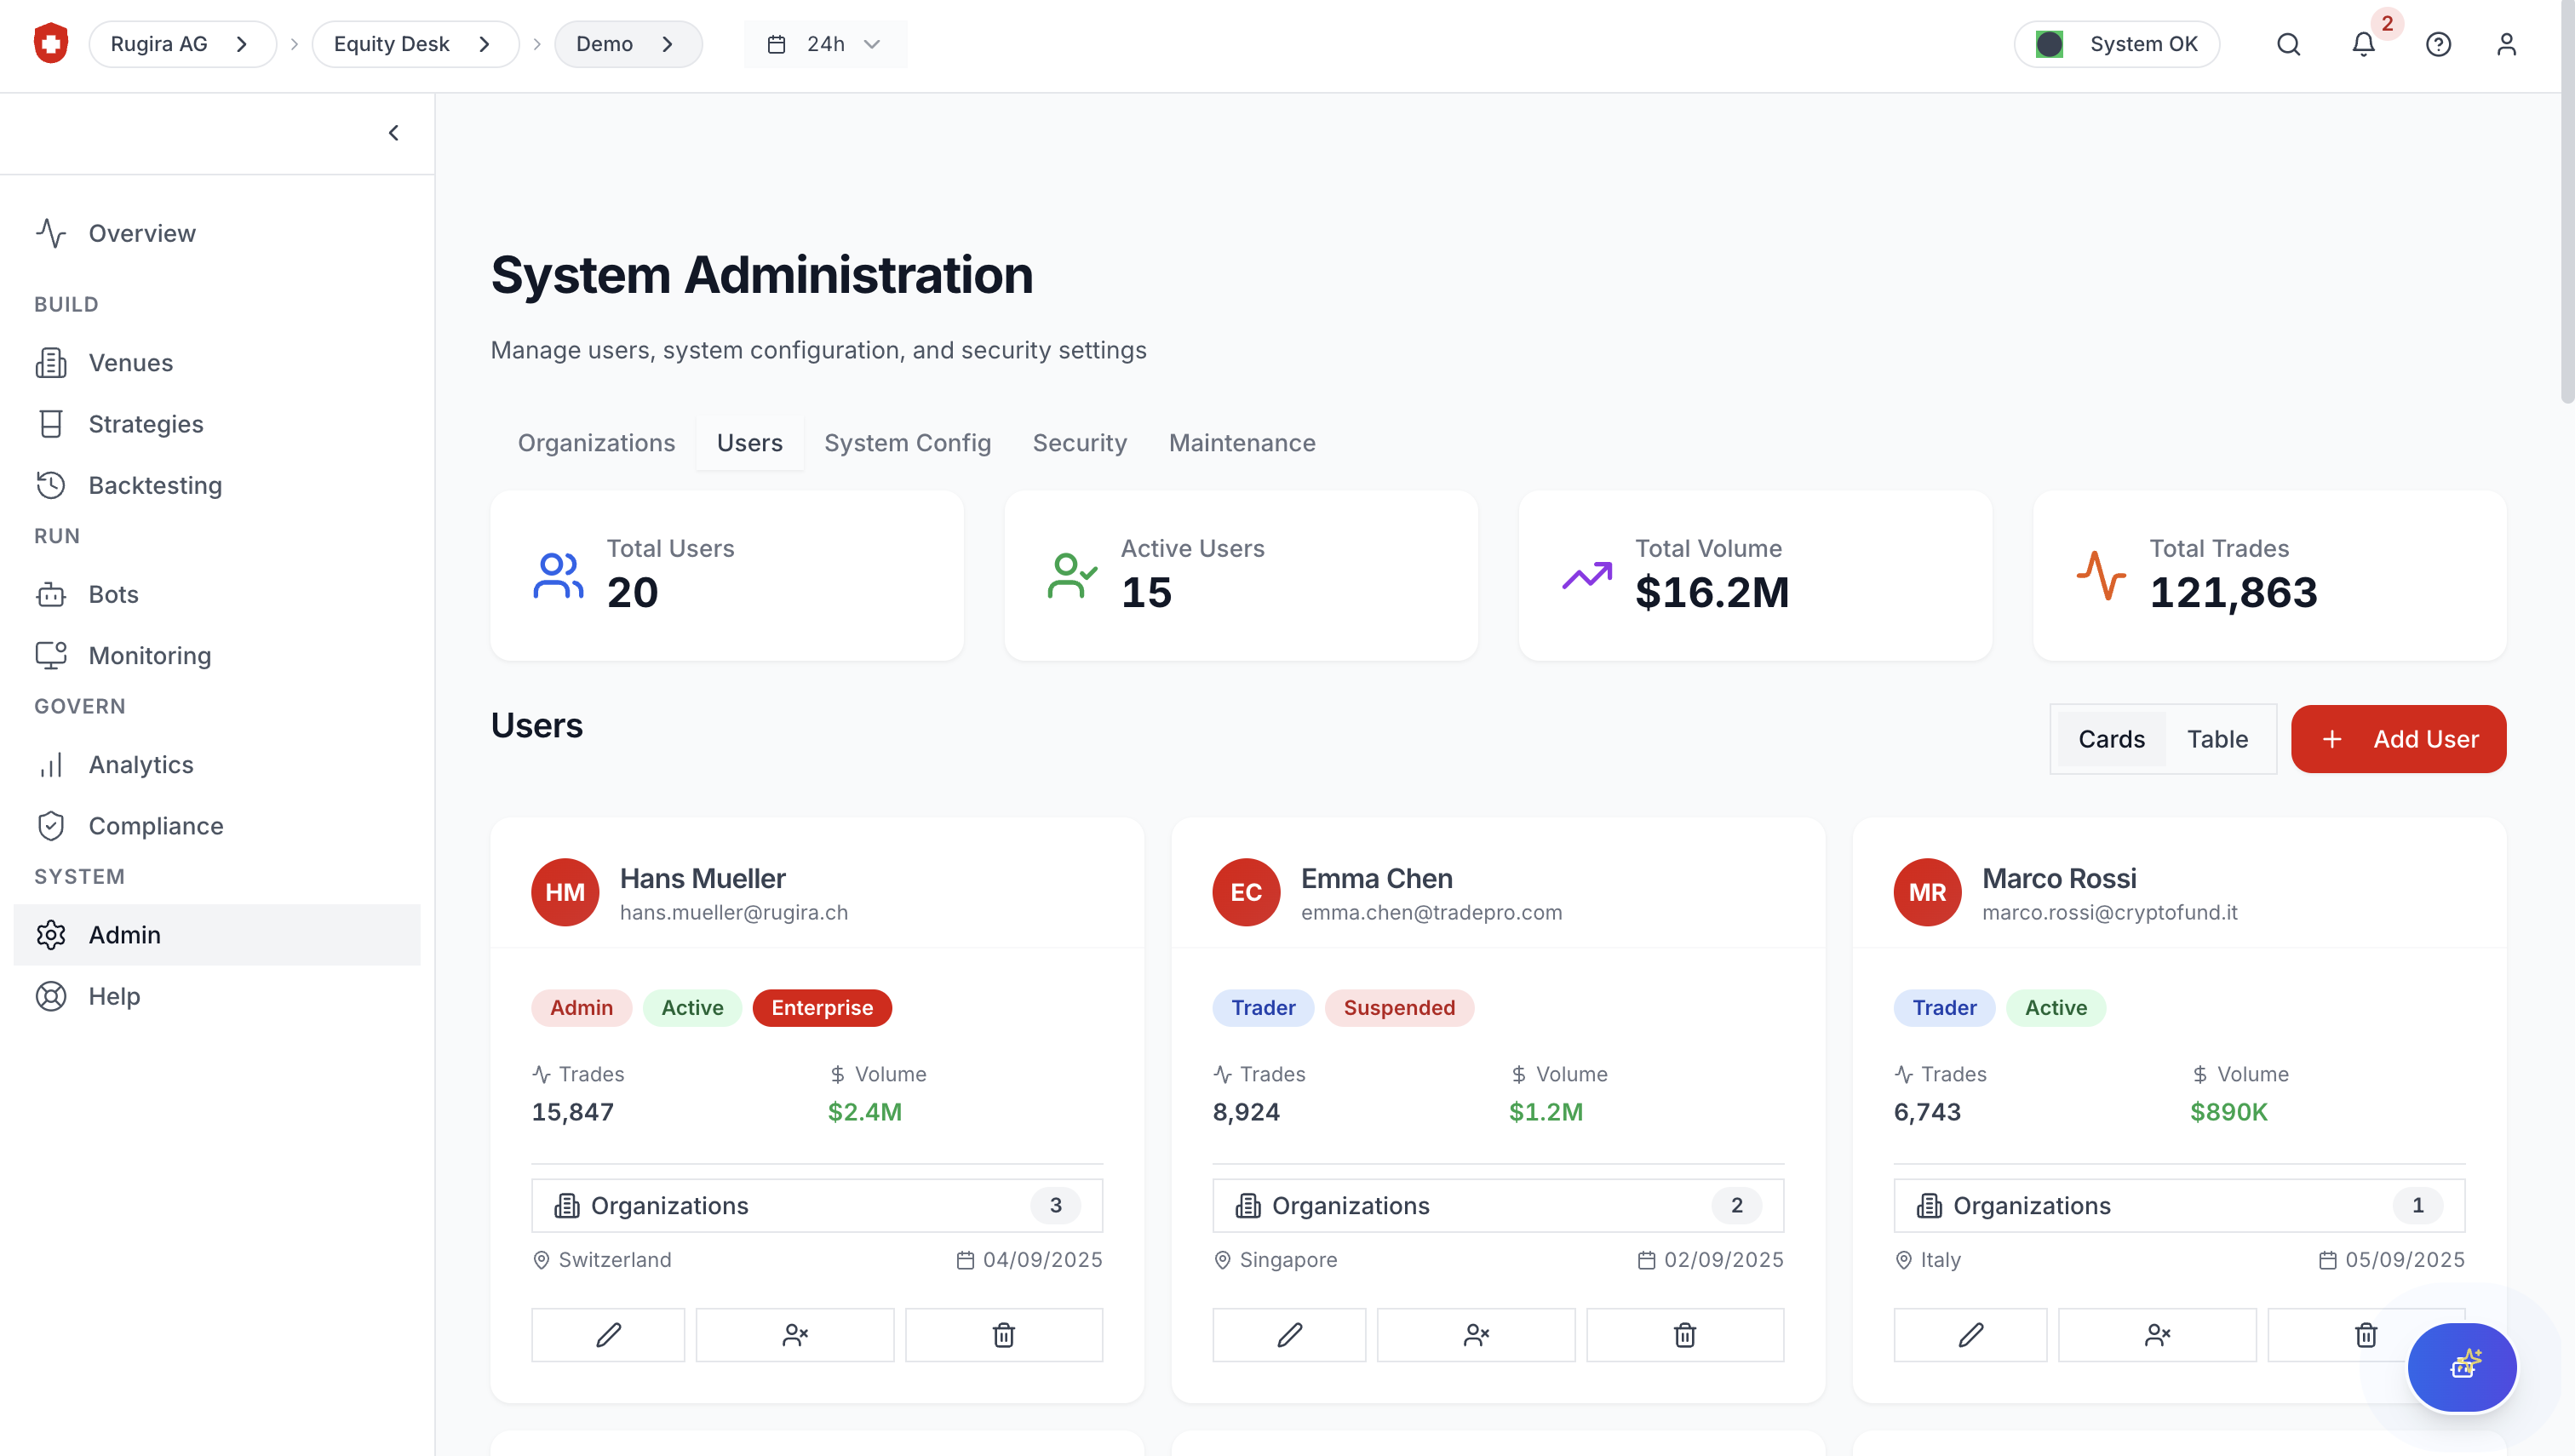 Rugira AG
Equity Desk
Demo
24h
System OK
2
Overview
BUILD
Venues
Strategies
Backtesting
RUN
Bots
Monitoring
GOVERN
Analytics
Compliance
SYSTEM
Admin
Help
System Administration
Manage users, system configuration, and security settings
Organizations
Users
System Config
Security
Maintenance
Total Users
20
Active Users
15
Total Volume
$16.2M
Total Trades
121,863
Users
Cards
Table
Add User
HM
Hans Mueller
hans.mueller@rugira.ch
Admin
Active
Enterprise
Trades
15,847
Volume
$2.4M
Organizations
3
Switzerland
04/09/2025
EC
Emma Chen
emma.chen@tradepro.com
Trader
Suspended
Trades
8,924
Volume
$1.2M
Organizations
2
Singapore
02/09/2025
MR
Marco Rossi
marco.rossi@cryptofund.it
Trader
Active
Trades
6,743
Volume
$890K
Organizations
1
Italy
05/09/2025